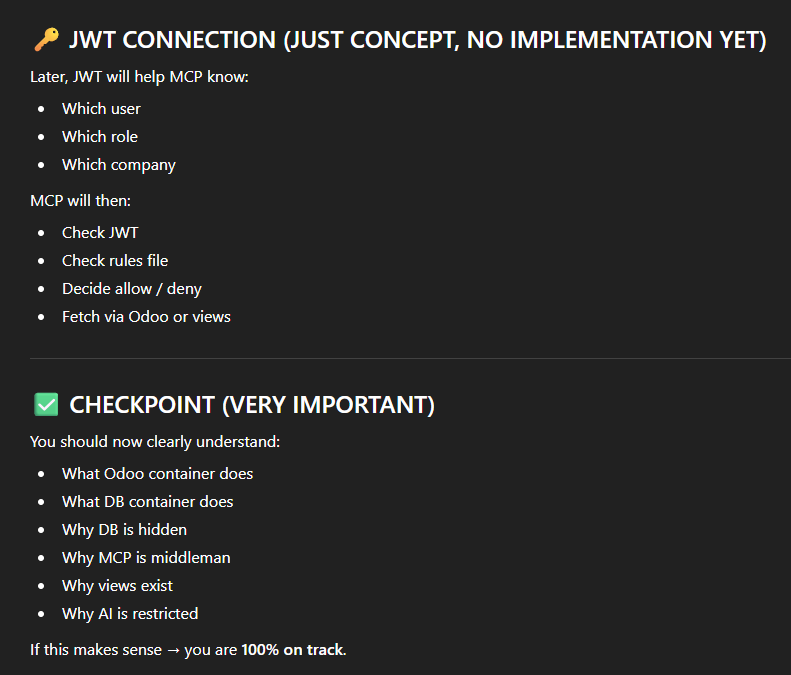 🔑 JWT CONNECTION (JUST CONCEPT, NO IMPLEMENTATION YET)
Later, JWT will help MCP know:
• Which user
• Which role
• Which company
MCP will then:
• Check JWT
• Check rules file
• Decide allow / deny
• Fetch via Odoo or views
✅ CHECKPOINT (VERY IMPORTANT)
You should now clearly understand:
• What Odoo container does
• What DB container does
• Why DB is hidden
• Why MCP is middleman
• Why views exist
• Why AI is restricted
If this makes sense → you are 100% on track.